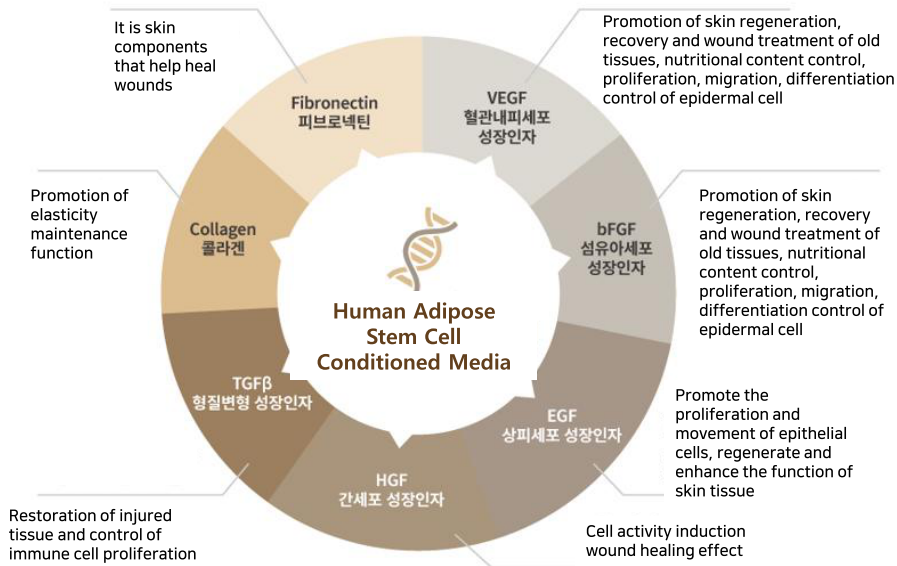 It is skin
components
that help heal
wounds
Promotion of skin regeneration,
recovery and wound treatment of old
tissues, nutritional content control,
proliferation, migration, differentiation
control of epidermal cell
Fibronectin
피브로넥틴
VEGF
혈관내피세포
성장인자
Promotion of
elasticity
maintenance
function
Collagen
콜라겐
bFGF
섬유아세포
성장인자
Promotion of skin
regeneration, recovery
and wound treatment of
old tissues, nutritional
content control,
proliferation, migration,
differentiation control of
epidermal cell
Human Adipose
Stem Cell
Conditioned Media
TGFβ
형질변형 성장인자
EGF
상피세포 성장인자
Promote the
proliferation and
movement of epithelial
cells, regenerate and
enhance the function of
skin tissue
HGF
간세포 성장인자
Restoration of injured
tissue and control of
immune cell proliferation
Cell activity induction
wound healing effect